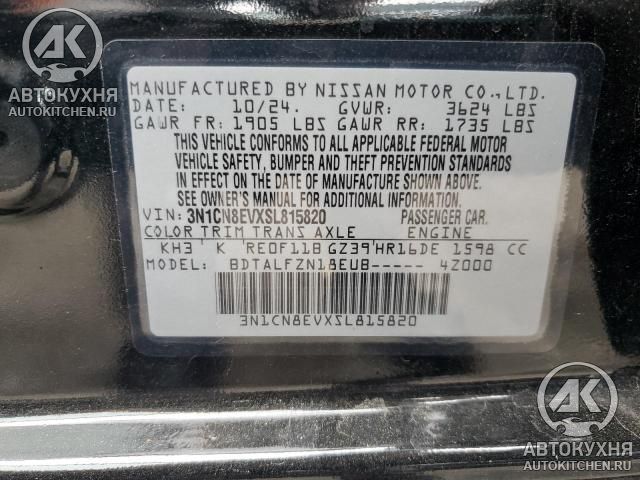 AK
АВТОКУХНЯ
AUTOKITCHEN.RU
MANUFACTURED BY NISSAN MOTOR CO.,LTD.
DATE: 10/24. GVWR: 3624 LBS
GAWR FR: 1905 LBS GAWR RR: 1735 LBS
THIS VEHICLE CONFORMS TO ALL APPLICABLE FEDERAL MOTOR
VEHICLE SAFETY, BUMPER AND THEFT PREVENTION STANDARDS
IN EFFECT ON THE DATE OF MANUFACTURE SHOWN ABOVE.
SEE OWNER'S MANUAL FOR ADDITIONAL INFORMATION
VIN: 3N1CN8EVXSL815820 PASSENGER CAR.
COLOR TRIM TRANS AXLE ENGINE
KH3 K RE0F11B GZ39 HR16DE 1598 CC
MODEL: BDTALFZN18EUB----- 4Z000
3N1CN8EVXSL815820
AK
АВТОКУХНЯ
AUTOKITCHEN.RU